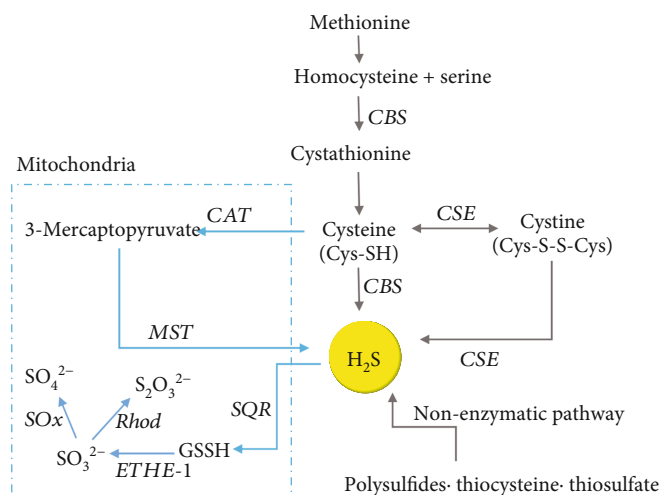 Methionine
Homocysteine + serine
CBS
Cystathionine
Mitochondria
CAT
3-Mercaptopyruvate
Cysteine
(Cys-SH)
CSE
Cystine
(Cys-S-S-Cys)
CBS
MST
H₂S
CSE
SO₄²⁻
S₂O₃²⁻
SQR
SOx
Rhod
Non-enzymatic pathway
SO₃²⁻
GSSH
ETHE-1
Polysulfides· thiocysteine· thiosulfate